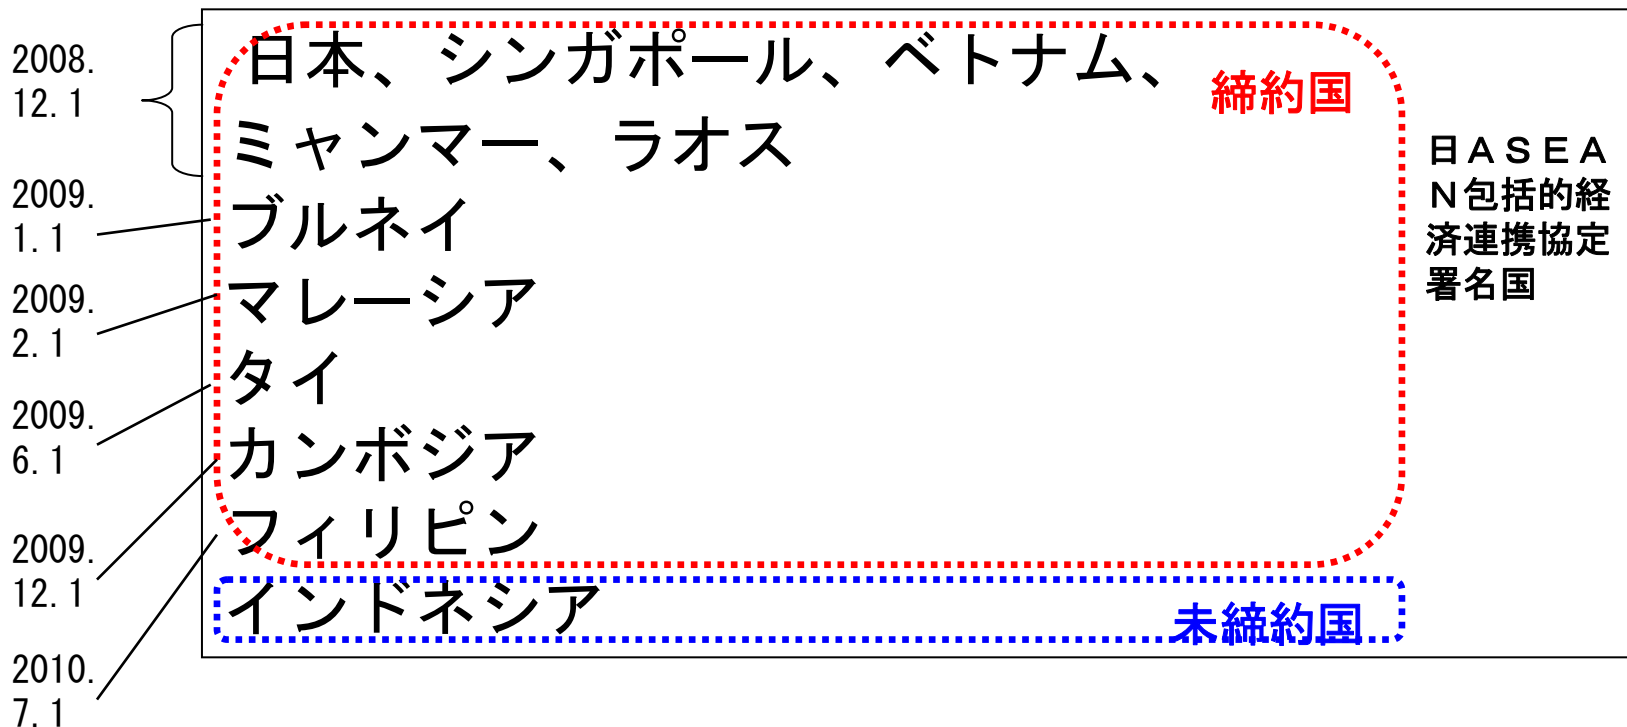 2008.
12.1
日本、シンガポール、ベトナム、
ミャンマー、ラオス
締約国
2009.
1.1
ブルネイ
2009.
2.1
マレーシア
2009.
6.1
タイ
2009.
12.1
カンボジア
2010.
7.1
フィリピン
インドネシア
未締約国
日ＡＳＥＡ
Ｎ包括的経
済連携協定
署名国